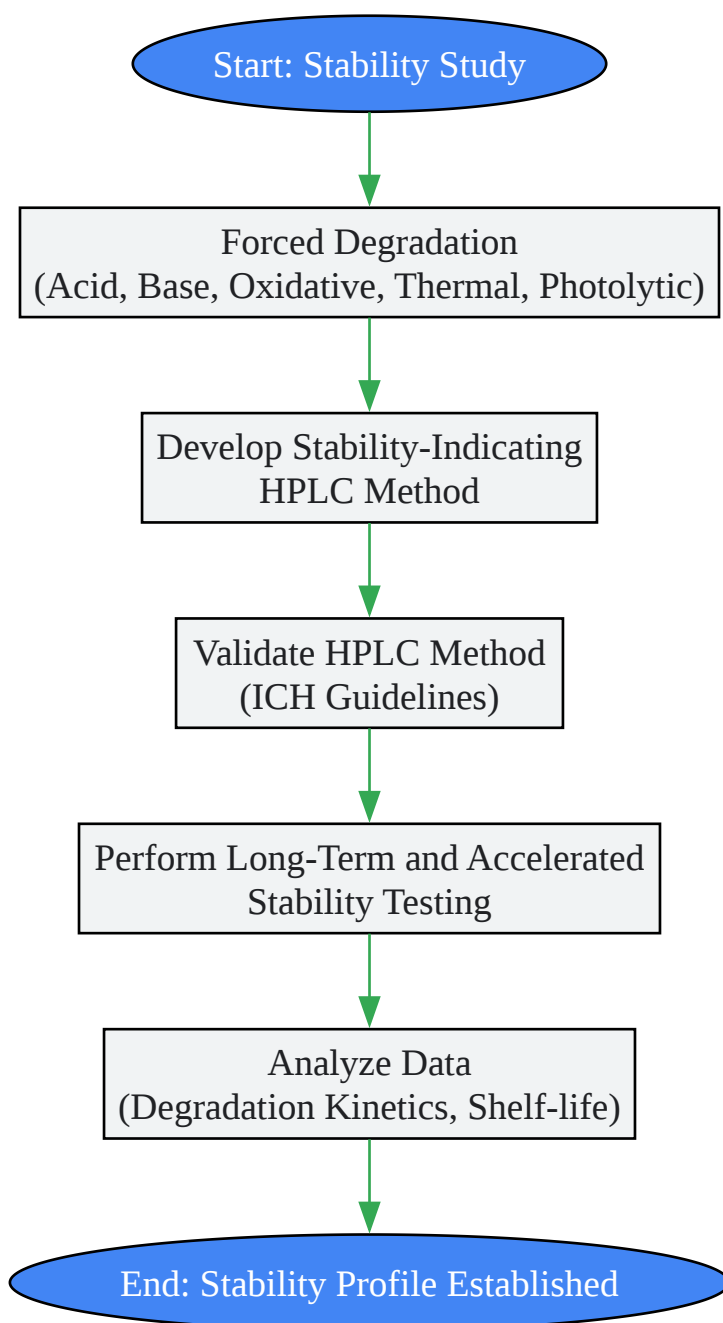 Start: Stability Study
Forced Degradation
(Acid, Base, Oxidative, Thermal, Photolytic)
Develop Stability-Indicating
HPLC Method
Validate HPLC Method
(ICH Guidelines)
Perform Long-Term and Accelerated
Stability Testing
Analyze Data
(Degradation Kinetics, Shelf-life)
End: Stability Profile Established